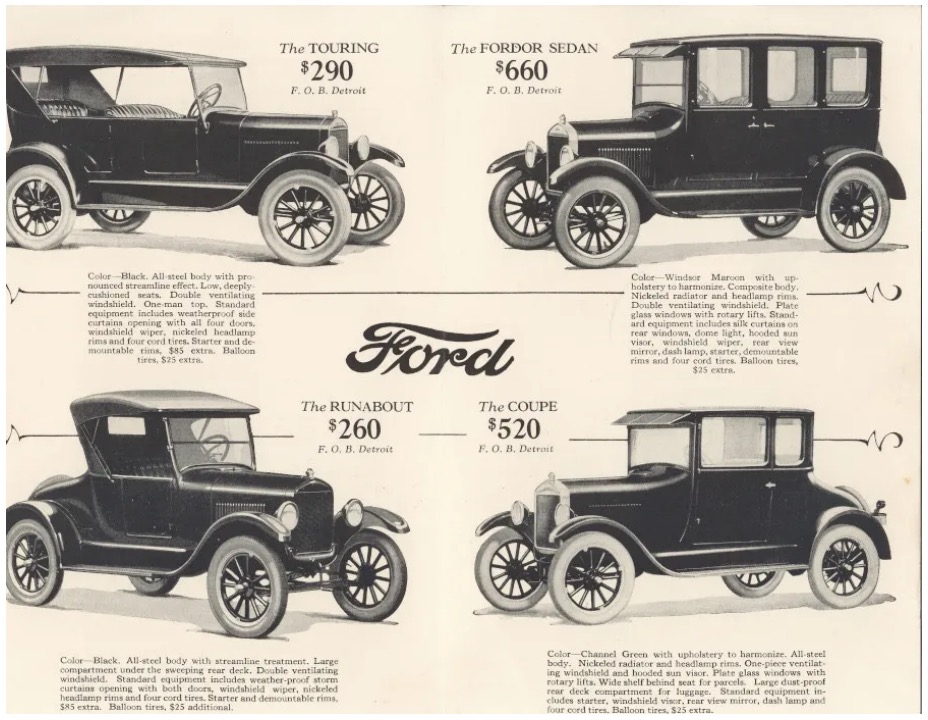 The TOURING
$290
F. O. B. Detroit
The FORDOR SEDAN
$660
F. O. B. Detroit
Color—Black. All-steel body with pro-
nounced streamline effect. Low, deeply-
cushioned seats. Double ventilating
windshield. One-man top. Standard
equipment includes weatherproof side
curtains opening with all four doors,
windshield wiper, nickeled headlamp
rims and four cord tires. Starter and de-
mountable rims, $85 extra. Balloon
tires, $25 extra.
Color—Windsor Maroon with up-
holstery to harmonize. Composite body.
Nickeled radiator and headlamp rims.
Double ventilating windshield. Plate
glass windows with rotary lifts. Stand-
ard equipment includes silk curtains on
rear windows, dome light, hooded sun
visor, windshield wiper, rear view
mirror, dash lamp, starter, demountable
rims and four cord tires. Balloon tires,
$25 extra.
Ford
The RUNABOUT
$260
F. O. B. Detroit
The COUPE
$520
F. O. B. Detroit
Color—Black. All-steel body with streamline treatment. Large
compartment under the sweeping rear deck. Double ventilating
windshield. Standard equipment includes weather-proof storm
curtains opening with both doors, windshield wiper, nickeled
headlamp rims and four cord tires. Starter and demountable rims,
$85 extra. Balloon tires, $25 additional.
Color—Channel Green with upholstery to harmonize. All-steel
body. Nickeled radiator and headlamp rims. One-piece ventilat-
ing windshield and hooded sun visor. Plate glass windows with
rotary lifts. Wide shelf behind seat for parcels. Large dust-proof
rear deck compartment for luggage. Standard equipment in-
cludes starter, windshield visor, rear view mirror, dash lamp and
four cord tires. Balloon tires, $25 extra.